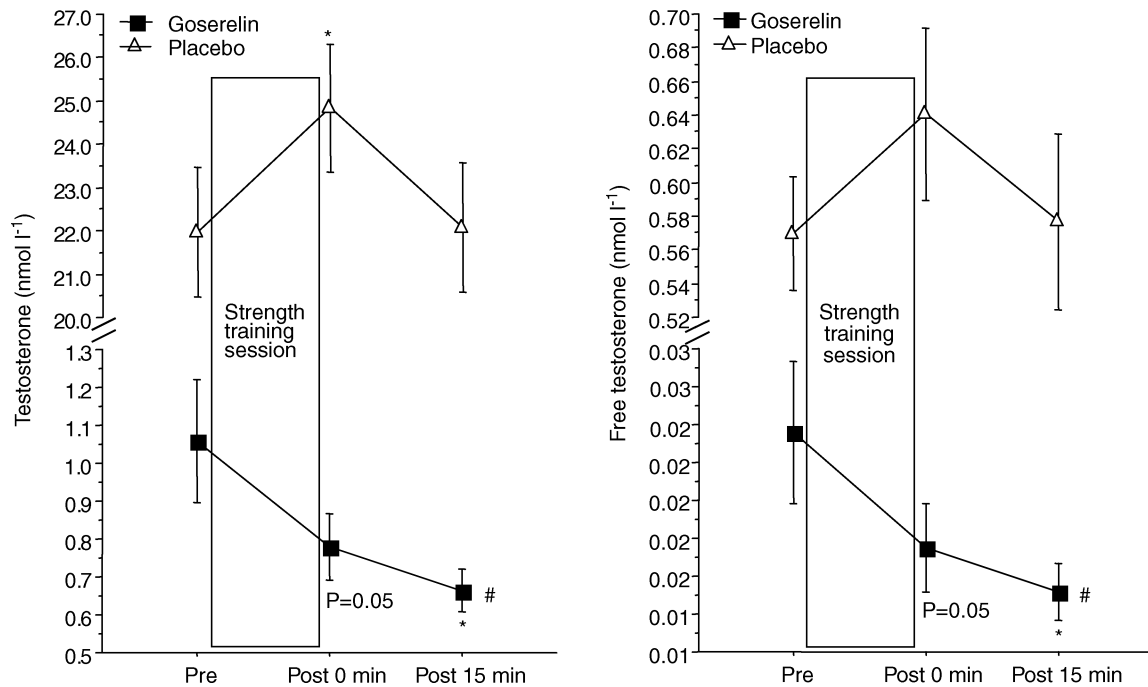 Goserelin
Placebo
Testosterone (nmol l-1)
27.0
26.0
25.0
24.0
23.0
22.0
21.0
20.0
1.3
1.2
1.1
1.0
0.9
0.8
0.7
0.6
0.5
*
Strength
training
session
P=0.05
#
*
Pre
Post 0 min
Post 15 min
Goserelin
Placebo
Free testosterone (nmol l-1)
0.70
0.68
0.66
0.64
0.62
0.60
0.58
0.56
0.54
0.52
0.03
0.03
0.02
0.02
0.02
0.02
0.02
0.01
0.01
Strength
training
session
P=0.05
#
*
Pre
Post 0 min
Post 15 min